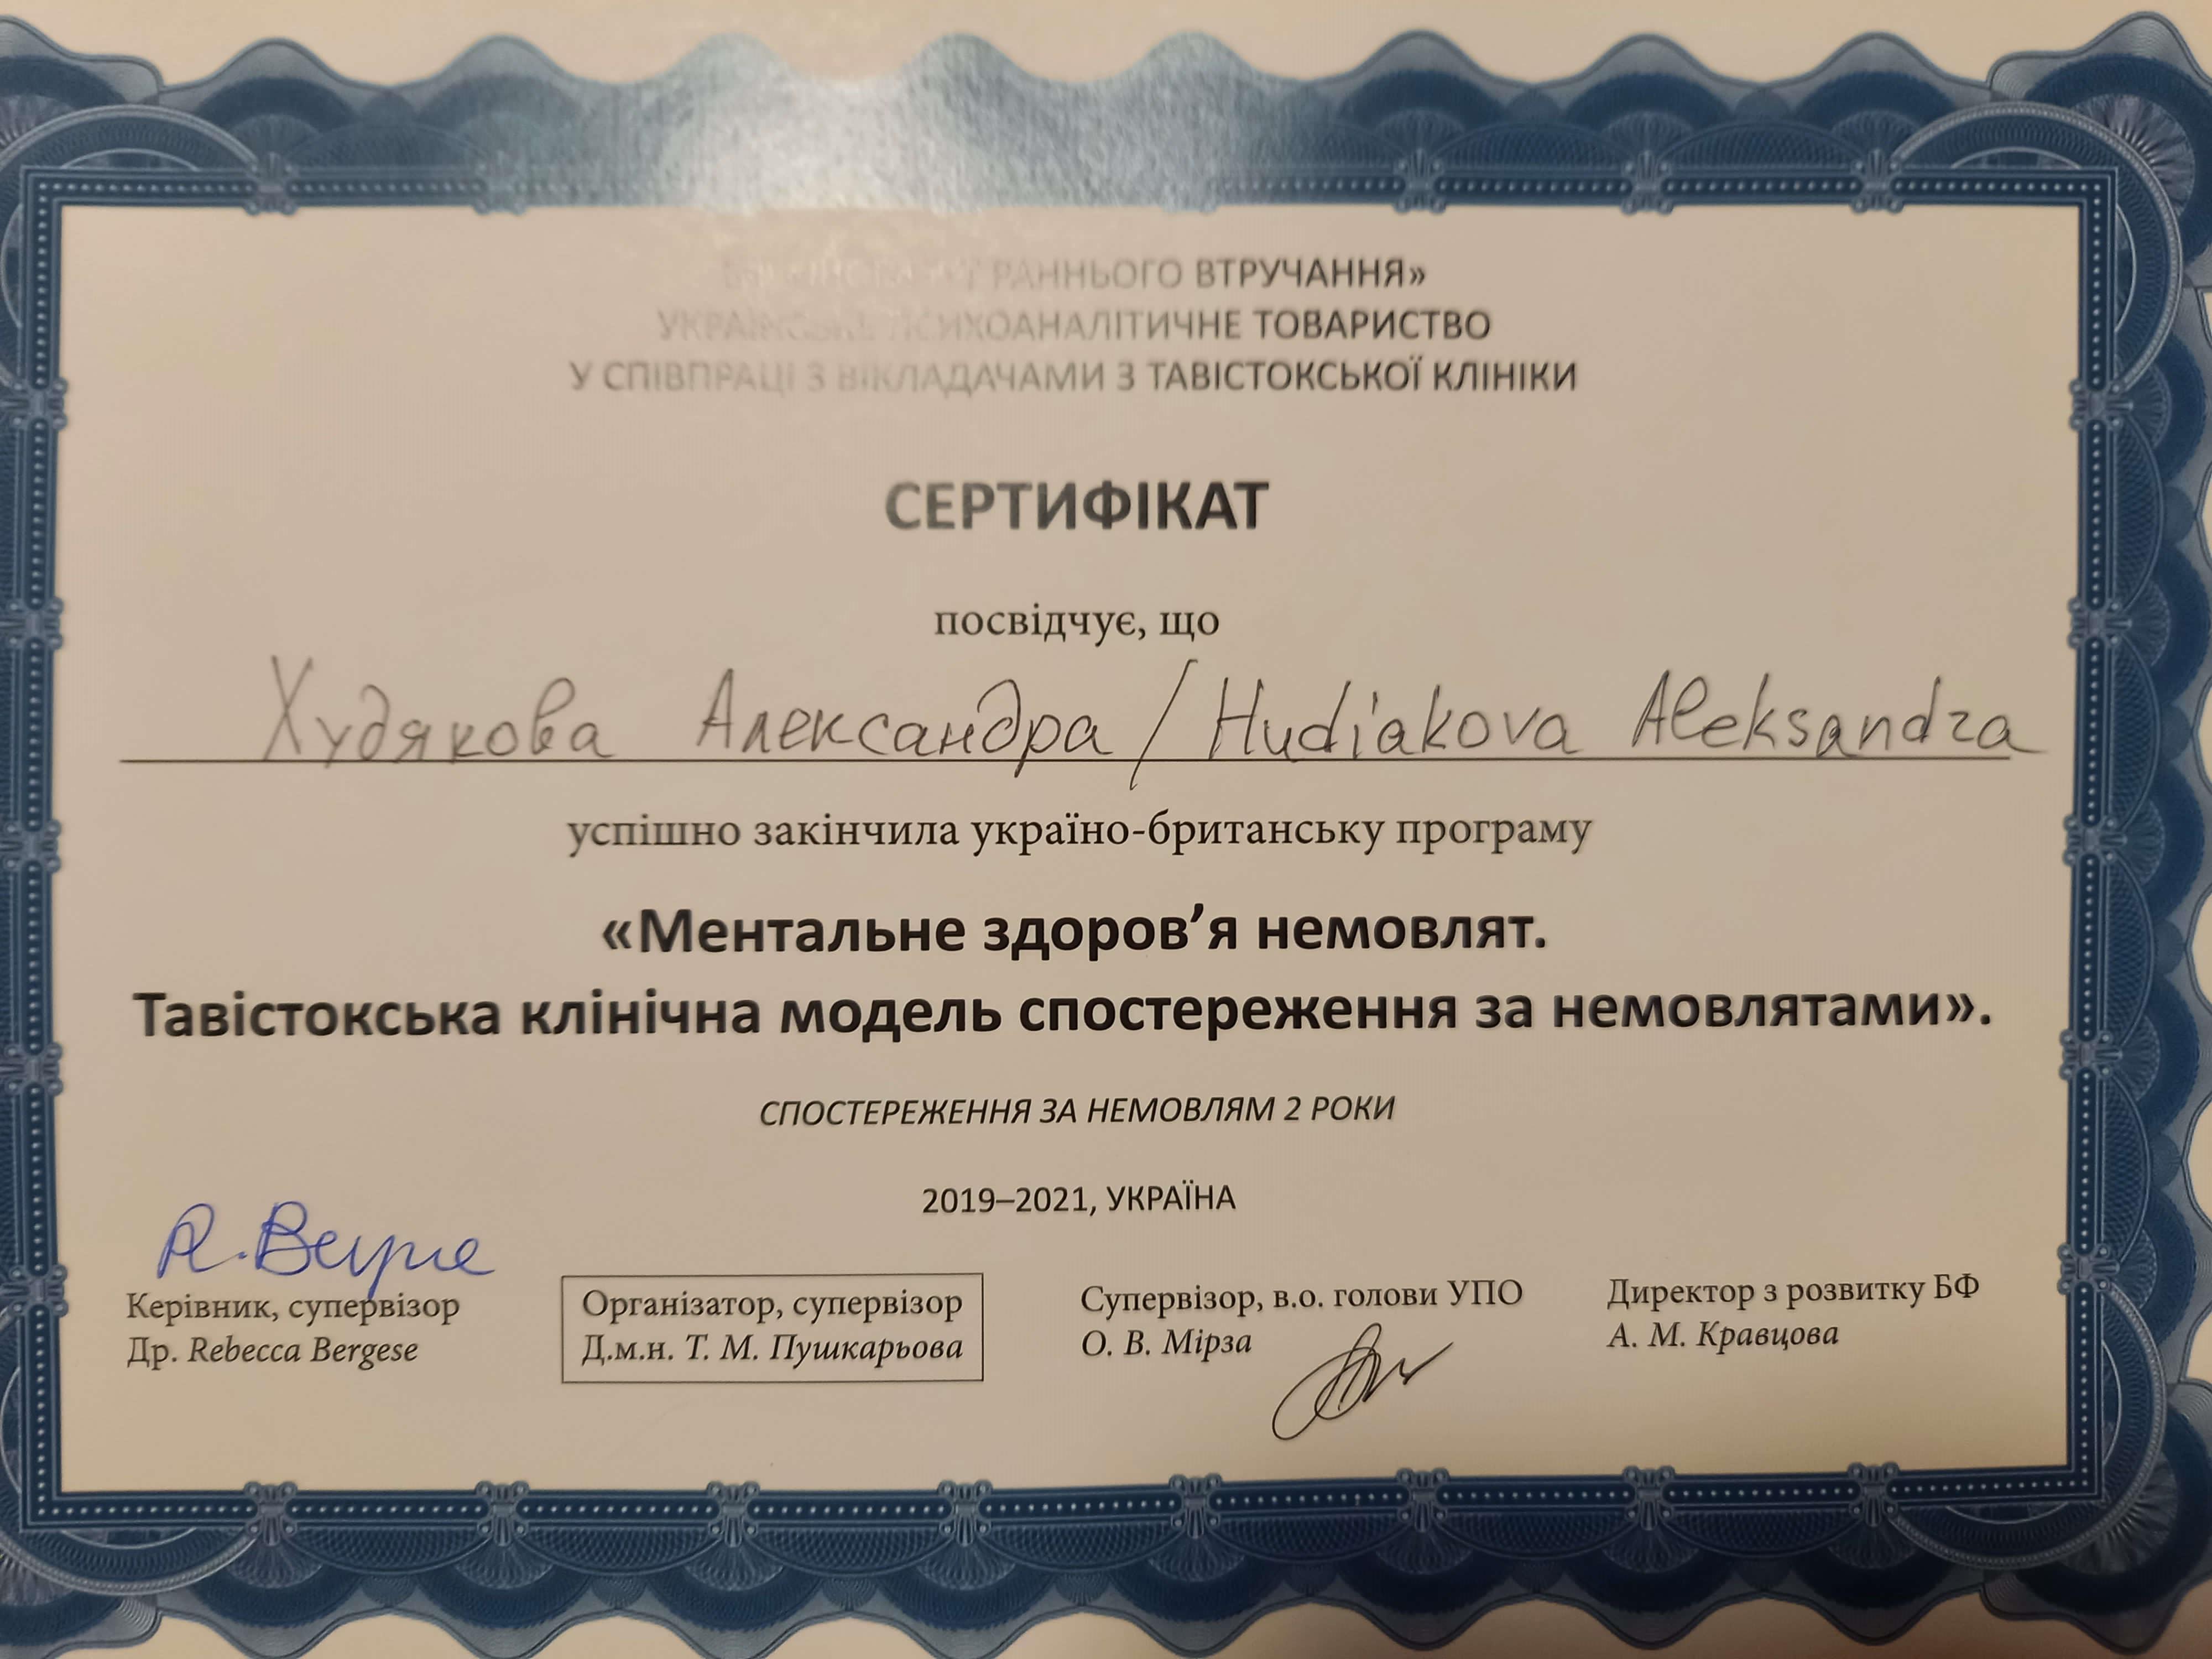 РАННЬОГО ВТРУЧАННЯ»
УКРАЇНСЬКЕ ПСИХОАНАЛІТИЧНЕ ТОВАРИСТВО
У СПІВПРАЦІ З ВІКЛАДАЧАМИ З ТАВІСТОКСЬКОЇ КЛІНІКИ
СЕРТИФІКАТ
посвідчує, що
Худякова Александра / Hudiakova Aleksandra
успішно закінчила україно-британську програму
«Ментальне здоров’я немовлят.
Тавістокська клінічна модель спостереження за немовлятами».
СПОСТЕРЕЖЕННЯ ЗА НЕМОВЛЯМ 2 РОКИ
2019–2021, УКРАЇНА
Керівник, супервізор
Др. Rebecca Bergese
Організатор, супервізор
Д.м.н. Т. М. Пушкарьова
Супервізор, в.о. голови УПО
О. В. Мірза
Директор з розвитку БФ
А. М. Кравцова